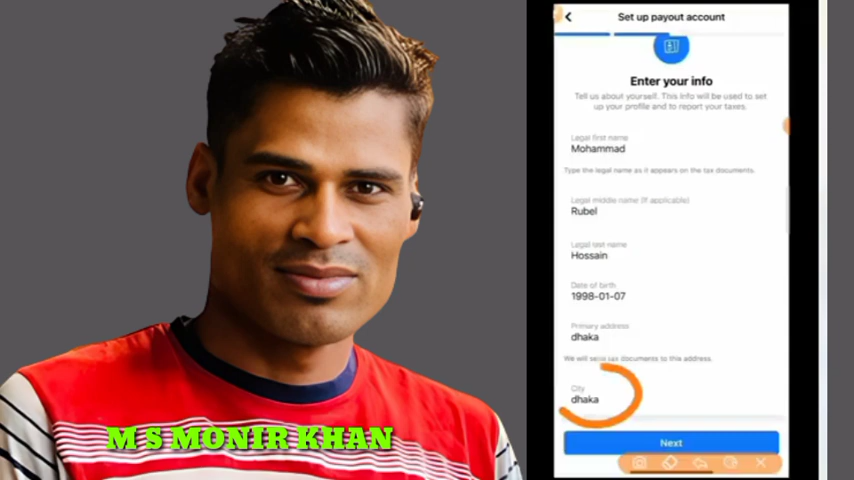 M S MONIR KHAN
Set up payout account
Enter your info
Tell us about yourself. This info will be used to set
up your profile and to report your taxes.
Legal first name
Mohammad
Type the legal name as it appears on the tax documents.
Legal middle name (if applicable)
Rubel
Legal last name
Hossain
Date of birth
1998-01-07
Primary address
dhaka
We will send tax documents to this address.
City
dhaka
Next